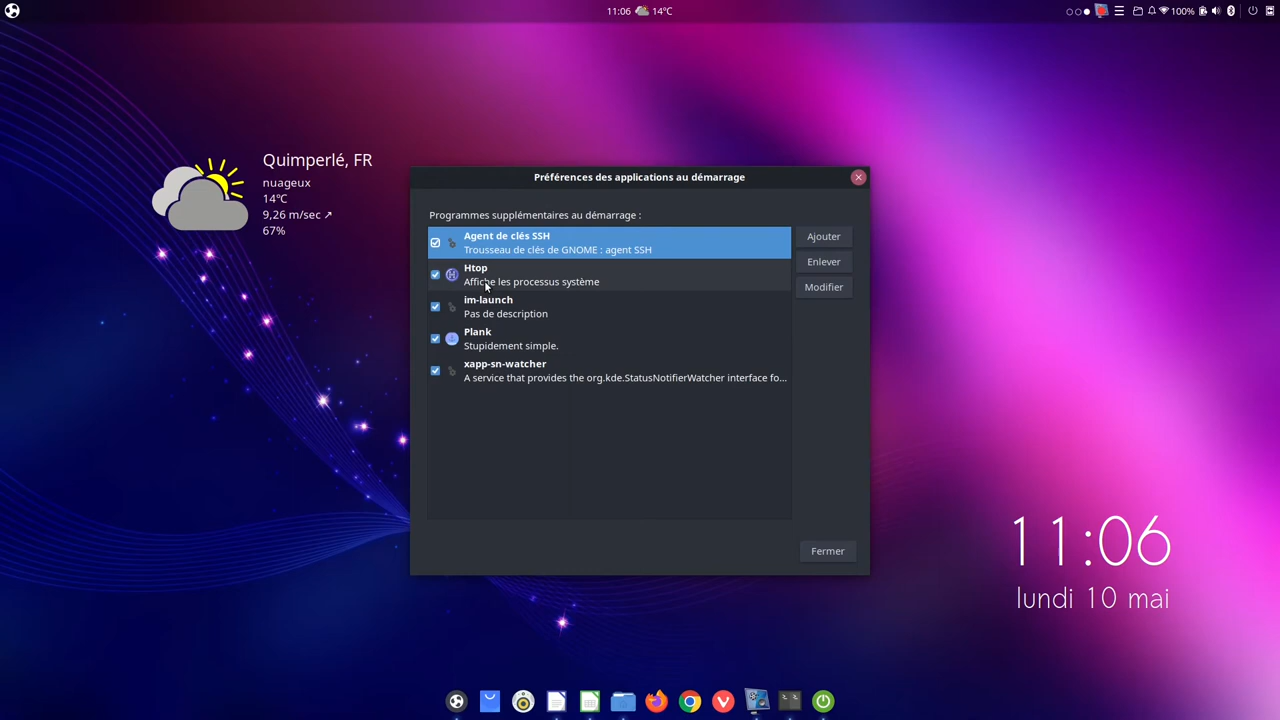 11:06 14°C
100%
Quimperlé, FR
nuageux
14°C
9,26 m/sec ↗
67%
Préférences des applications au démarrage
Programmes supplémentaires au démarrage :
Agent de clés SSH
Trousseau de clés de GNOME : agent SSH
Htop
Affiche les processus système
im-launch
Pas de description
Plank
Stupidement simple.
xapp-sn-watcher
A service that provides the org.kde.StatusNotifierWatcher interface fo...
Ajouter
Enlever
Modifier
Fermer
11:06
lundi 10 mai